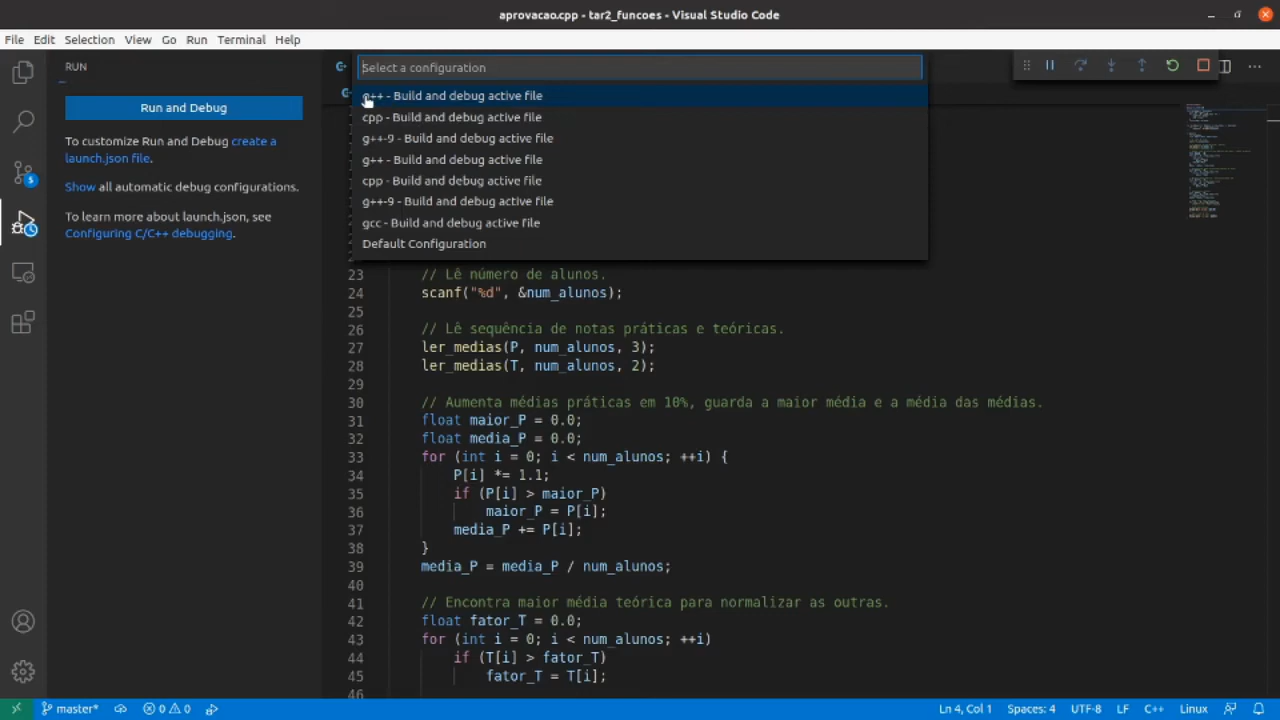 aprovacao.cpp - tar2_funcoes - Visual Studio Code
File Edit Selection View Go Run Terminal Help
RUN
Select a configuration
Run and Debug
To customize Run and Debug create a
launch.json file.
Show all automatic debug configurations.
To learn more about launch.json, see
Configuring C/C++ debugging.
g++ - Build and debug active file
cpp - Build and debug active file
g++-9 - Build and debug active file
g++ - Build and debug active file
cpp - Build and debug active file
g++-9 - Build and debug active file
gcc - Build and debug active file
Default Configuration
23 // Lê número de alunos.
24 scanf("%d", &num_alunos);
25
26 // Lê sequência de notas práticas e teóricas.
27 ler_medias(P, num_alunos, 3);
28 ler_medias(T, num_alunos, 2);
29
30 // Aumenta médias práticas em 10%, guarda a maior média e a média das médias.
31 float maior_P = 0.0;
32 float media_P = 0.0;
33 for (int i = 0; i < num_alunos; ++i) {
34 P[i] *= 1.1;
35 if (P[i] > maior_P)
36 maior_P = P[i];
37 media_P += P[i];
38 }
39 media_P = media_P / num_alunos;
40
41 // Encontra maior média teórica para normalizar as outras.
42 float fator_T = 0.0;
43 for (int i = 0; i < num_alunos; ++i)
44 if (T[i] > fator_T)
45 fator_T = T[i];
46
master* 0 0 Ln 4, Col 1 Spaces: 4 UTF-8 LF C++ Linux